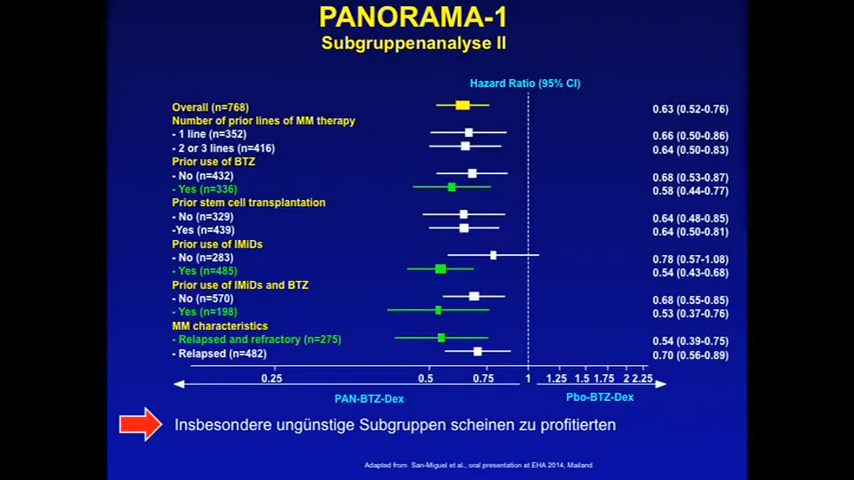 PANORAMA-1
Subgruppenanalyse II
Hazard Ratio (95% CI)
Overall (n=768) 0.63 (0.52-0.76)
Number of prior lines of MM therapy
- 1 line (n=352) 0.66 (0.50-0.86)
- 2 or 3 lines (n=416) 0.64 (0.50-0.83)
Prior use of BTZ
- No (n=432) 0.68 (0.53-0.87)
- Yes (n=336) 0.58 (0.44-0.77)
Prior stem cell transplantation
- No (n=329) 0.64 (0.48-0.85)
-Yes (n=439) 0.64 (0.50-0.81)
Prior use of IMiDs
- No (n=283) 0.78 (0.57-1.08)
- Yes (n=485) 0.54 (0.43-0.68)
Prior use of IMiDs and BTZ
- No (n=570) 0.68 (0.55-0.85)
- Yes (n=198) 0.53 (0.37-0.76)
MM characteristics
- Relapsed and refractory (n=275) 0.54 (0.39-0.75)
- Relapsed (n=482) 0.70 (0.56-0.89)
0.25 0.5 0.75 1 1.25 1.5 1.75 2 2.25
PAN-BTZ-Dex Pbo-BTZ-Dex
Insbesondere ungünstige Subgruppen scheinen zu profitierten
Adapted from San-Miguel et al., oral presentation at EHA 2014, Mailand